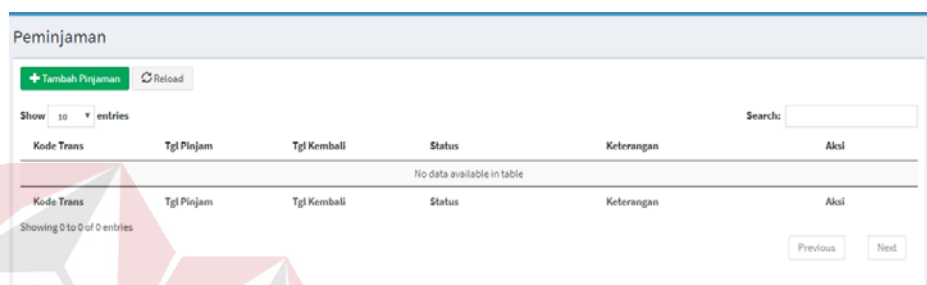 Peminjaman
Tambah Pinjaman Reload
Show 10 entries Search:
Kode Trans Tgl Pinjam Tgl Kembali Status Keterangan Aksi
No data available in table
Kode Trans Tgl Pinjam Tgl Kembali Status Keterangan Aksi
Showing 0 to 0 of 0 entries
Previous Next